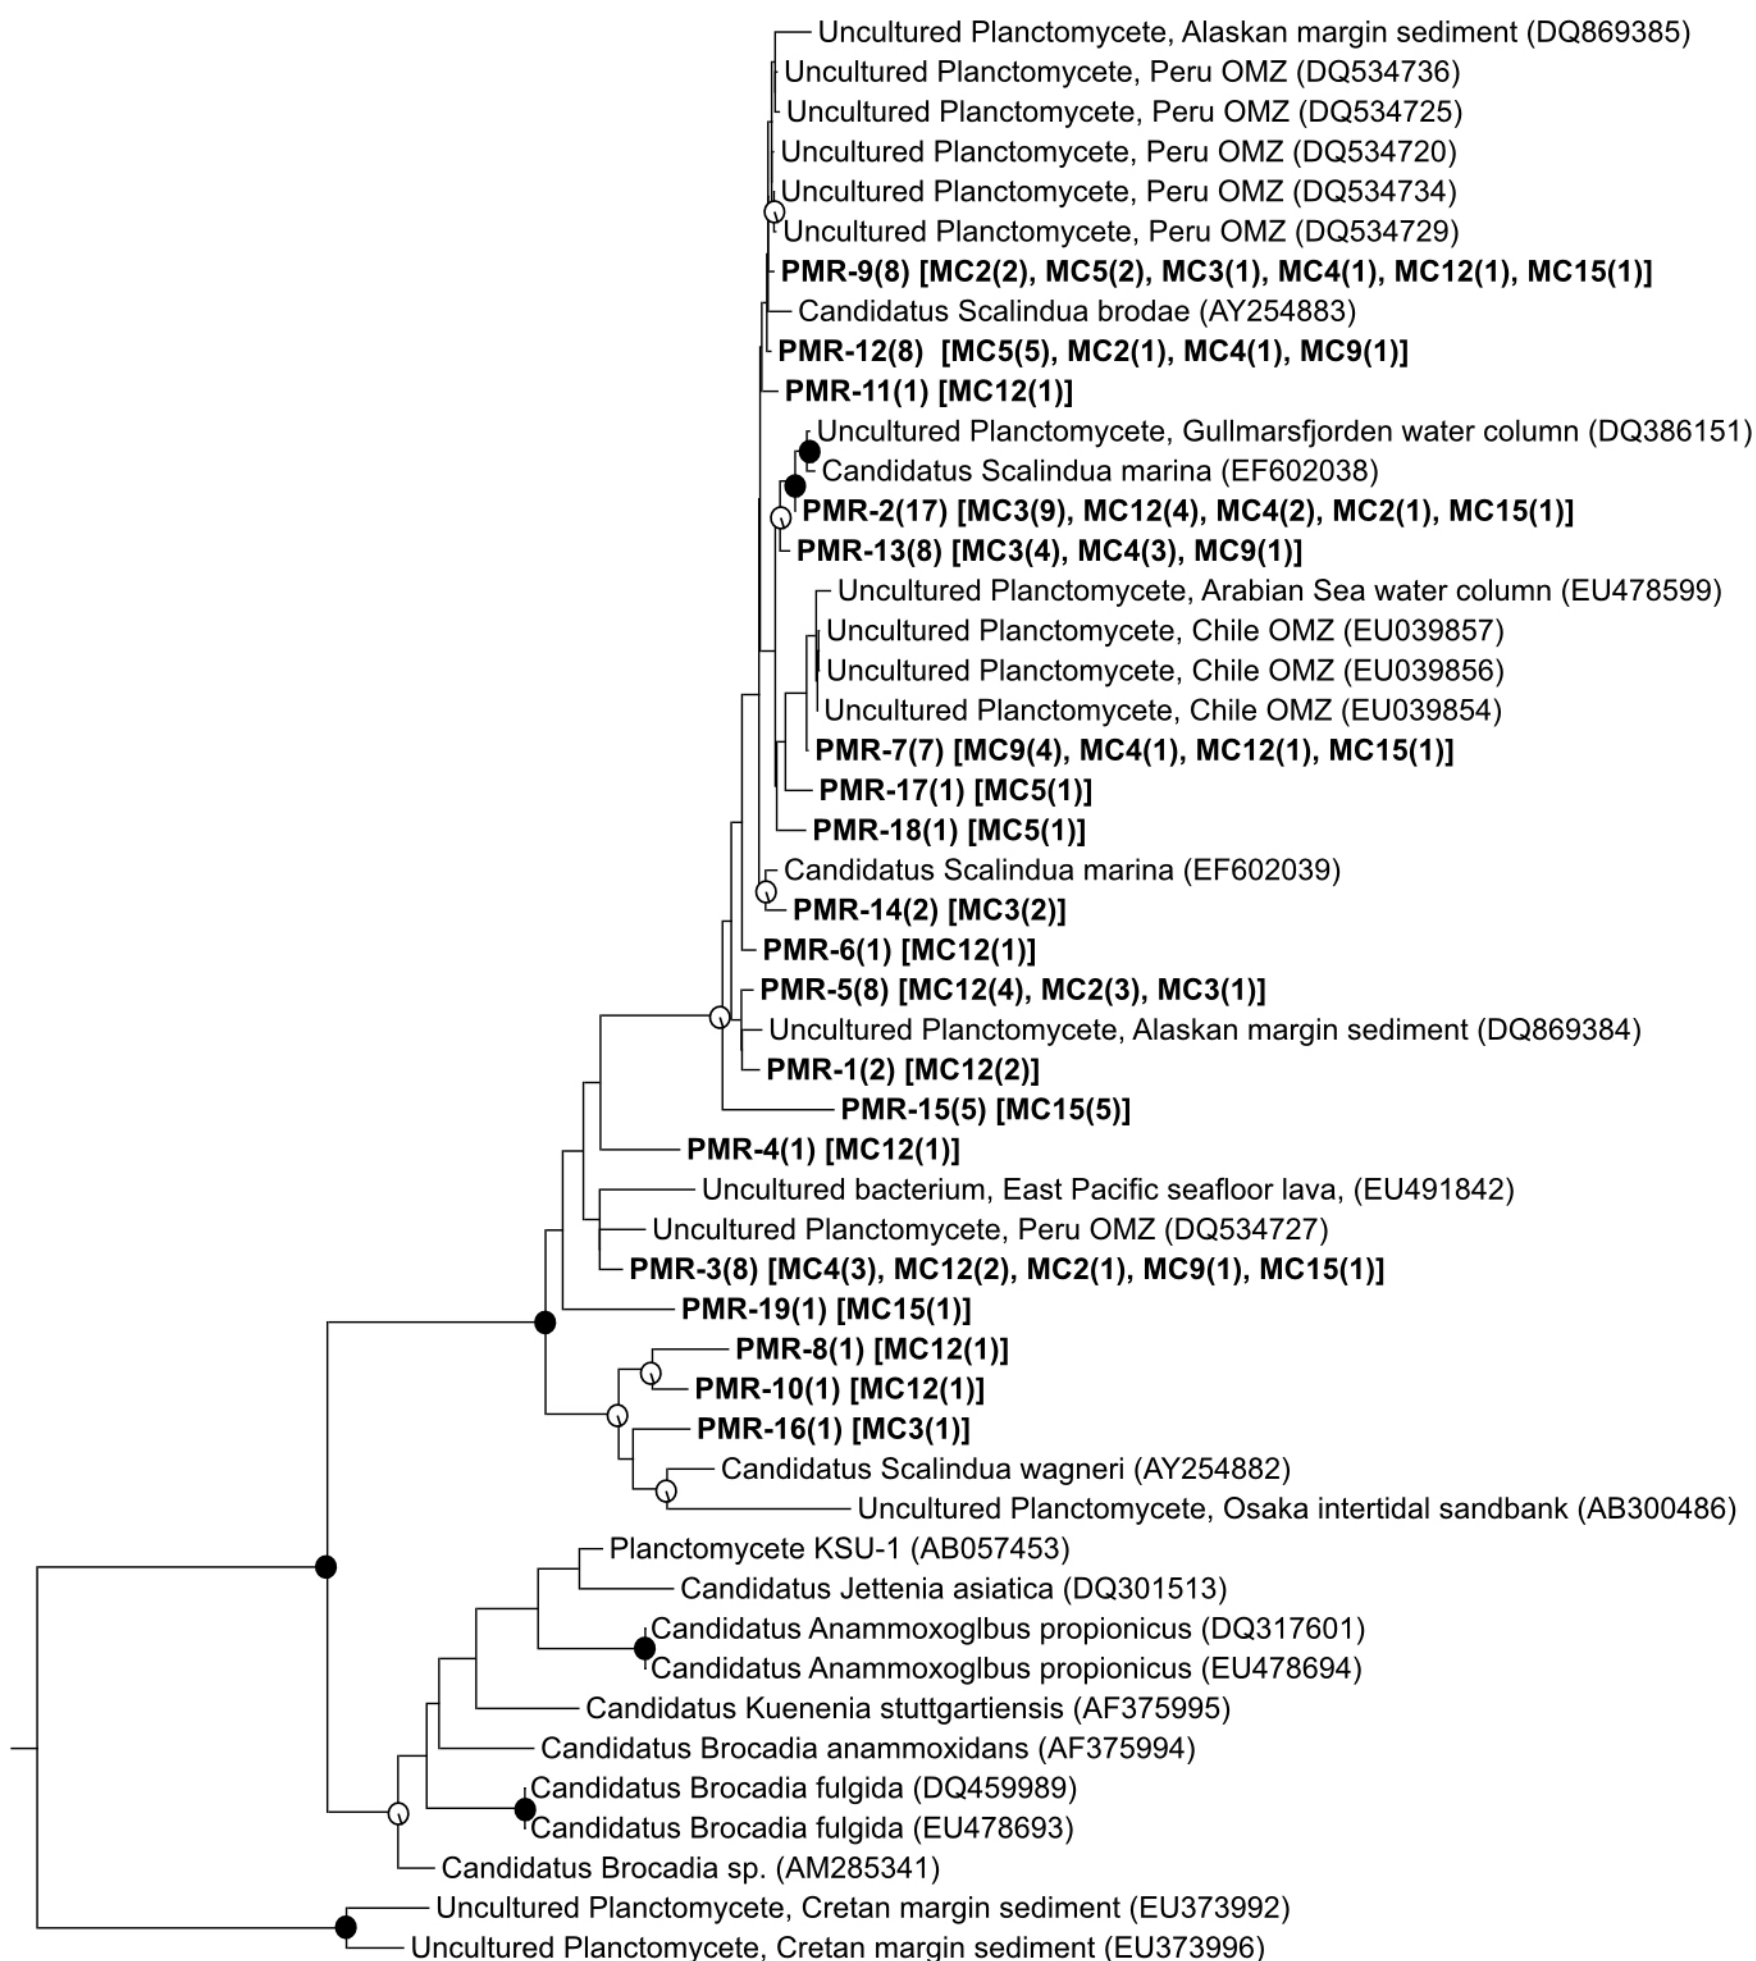 Uncultured Planctomycete, Alaskan margin sediment (DQ869385)
Uncultured Planctomycete, Peru OMZ (DQ534736)
Uncultured Planctomycete, Peru OMZ (DQ534725)
Uncultured Planctomycete, Peru OMZ (DQ534720)
Uncultured Planctomycete, Peru OMZ (DQ534734)
Uncultured Planctomycete, Peru OMZ (DQ534729)
PMR-9(8) [MC2(2), MC5(2), MC3(1), MC4(1), MC12(1), MC15(1)]
Candidatus Scalindua brodae (AY254883)
PMR-12(8) [MC5(5), MC2(1), MC4(1), MC9(1)]
PMR-11(1) [MC12(1)]
Uncultured Planctomycete, Gullmarsfjorden water column (DQ386151)
Candidatus Scalindua marina (EF602038)
PMR-2(17) [MC3(9), MC12(4), MC4(2), MC2(1), MC15(1)]
PMR-13(8) [MC3(4), MC4(3), MC9(1)]
Uncultured Planctomycete, Arabian Sea water column (EU478599)
Uncultured Planctomycete, Chile OMZ (EU039857)
Uncultured Planctomycete, Chile OMZ (EU039856)
Uncultured Planctomycete, Chile OMZ (EU039854)
PMR-7(7) [MC9(4), MC4(1), MC12(1), MC15(1)]
PMR-17(1) [MC5(1)]
PMR-18(1) [MC5(1)]
Candidatus Scalindua marina (EF602039)
PMR-14(2) [MC3(2)]
PMR-6(1) [MC12(1)]
PMR-5(8) [MC12(4), MC2(3), MC3(1)]
Uncultured Planctomycete, Alaskan margin sediment (DQ869384)
PMR-1(2) [MC12(2)]
PMR-15(5) [MC15(5)]
PMR-4(1) [MC12(1)]
Uncultured bacterium, East Pacific seafloor lava, (EU491842)
Uncultured Planctomycete, Peru OMZ (DQ534727)
PMR-3(8) [MC4(3), MC12(2), MC2(1), MC9(1), MC15(1)]
PMR-19(1) [MC15(1)]
PMR-8(1) [MC12(1)]
PMR-10(1) [MC12(1)]
PMR-16(1) [MC3(1)]
Candidatus Scalindua wagneri (AY254882)
Uncultured Planctomycete, Osaka intertidal sandbank (AB300486)
Planctomycete KSU-1 (AB057453)
Candidatus Jettenia asiatica (DQ301513)
Candidatus Anammoxoglbus propionicus (DQ317601)
Candidatus Anammoxoglbus propionicus (EU478694)
Candidatus Kuenenia stuttgartiensis (AF375995)
Candidatus Brocadia anammoxidans (AF375994)
Candidatus Brocadia fulgida (DQ459989)
Candidatus Brocadia fulgida (EU478693)
Candidatus Brocadia sp. (AM285341)
Uncultured Planctomycete, Cretan margin sediment (EU373992)
Uncultured Planctomycete, Cretan margin sediment (EU373996)